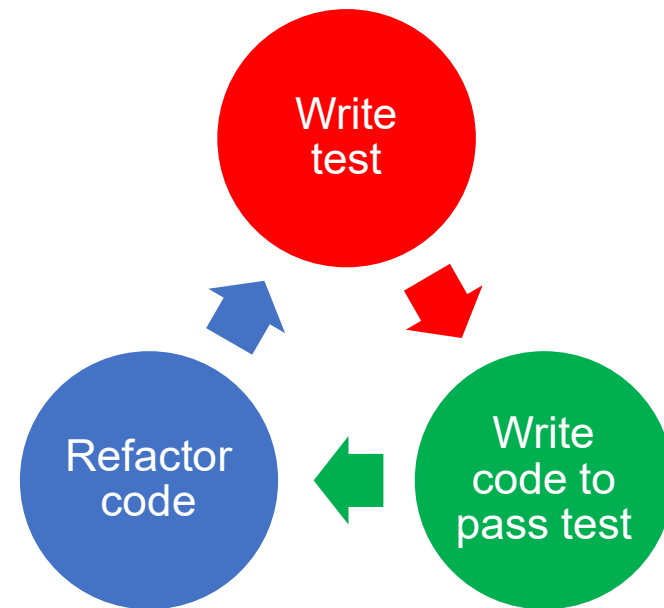 Write
test
Refactor
code
Write
code to
pass test